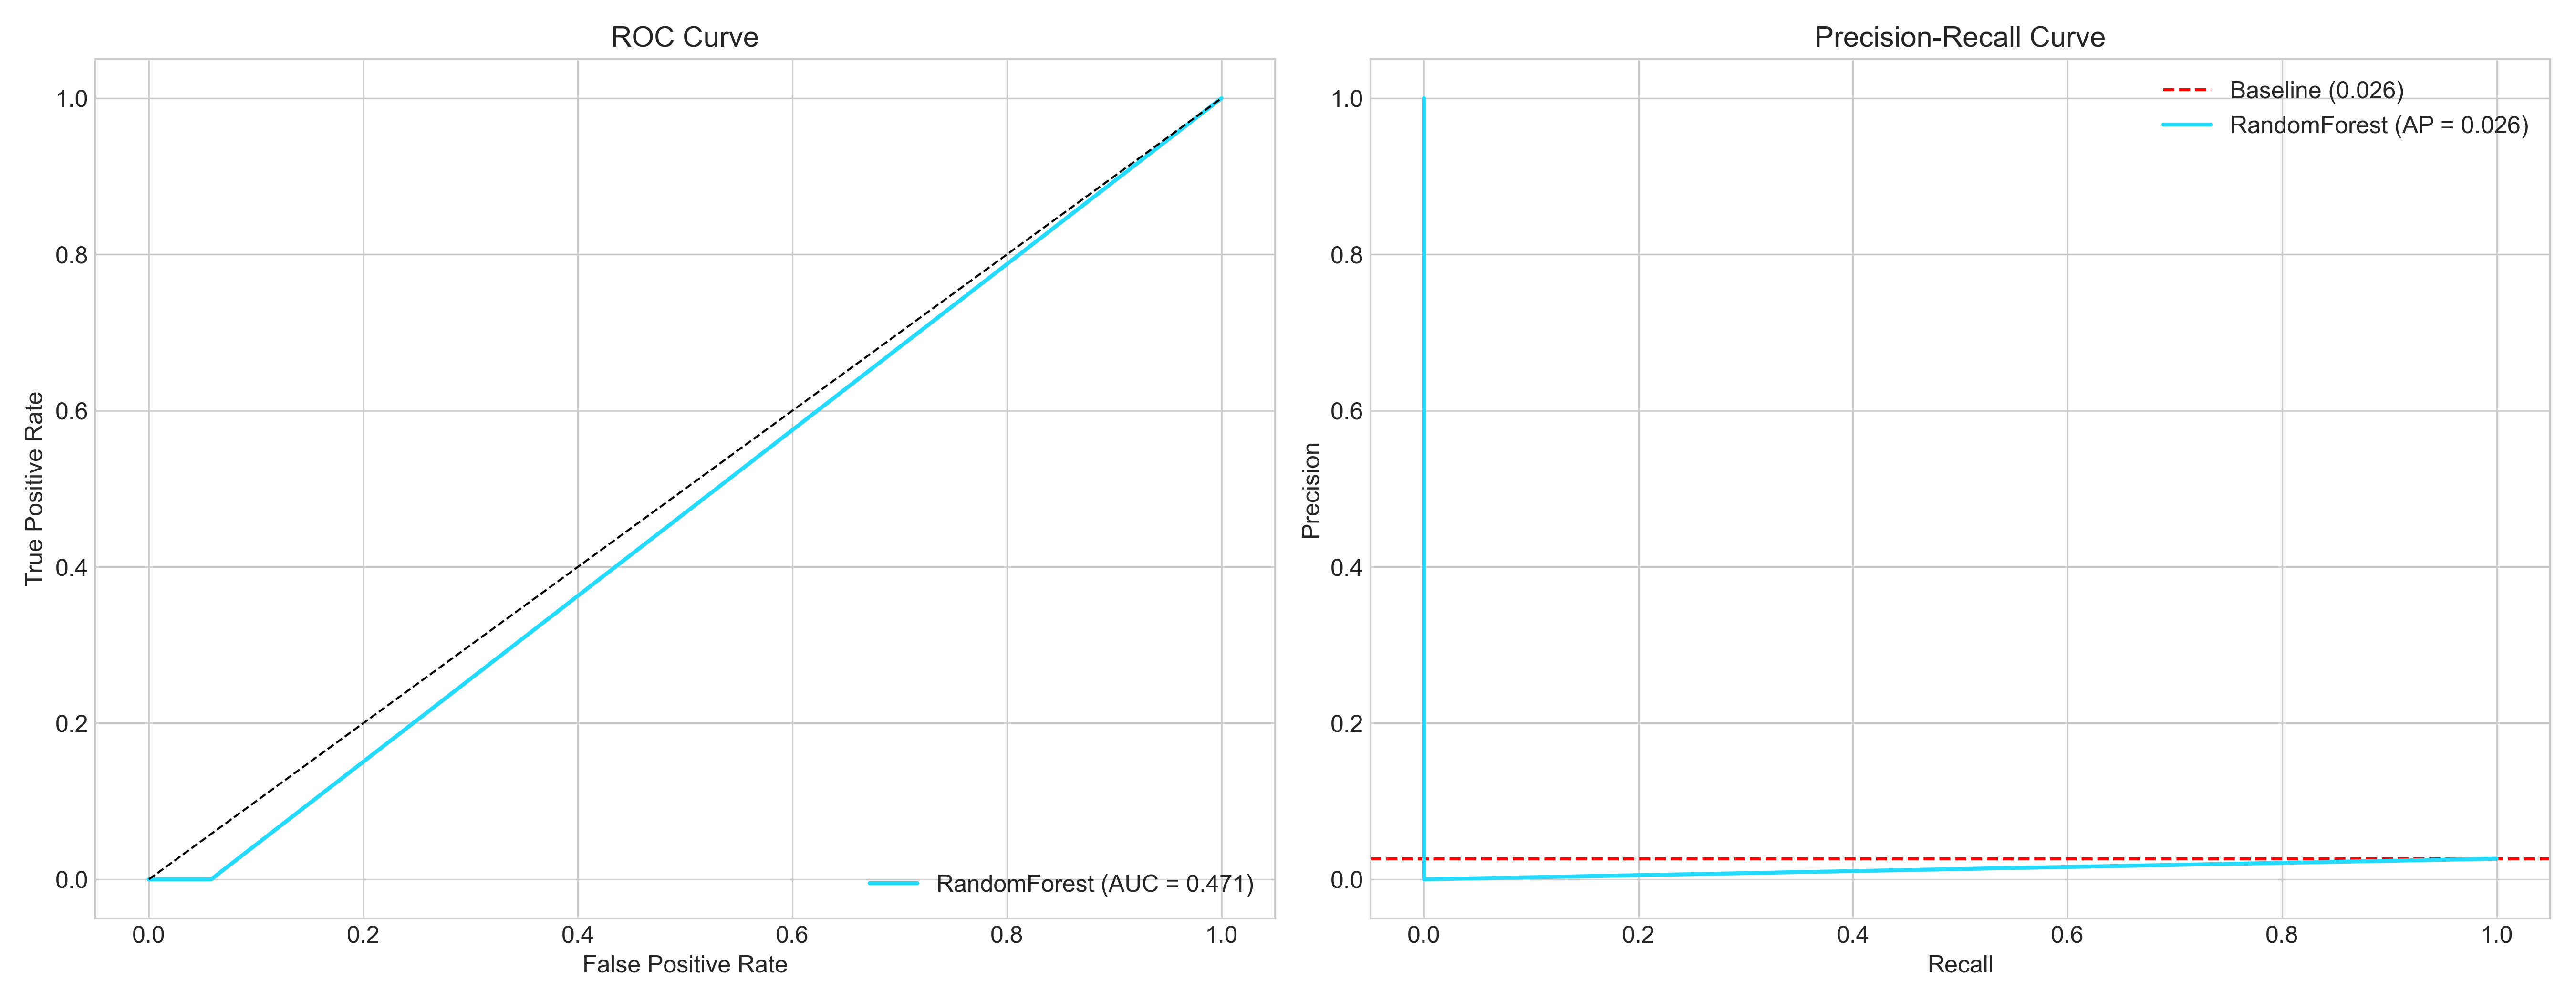 ROC Curve
True Positive Rate
1.0
0.8
0.6
0.4
0.2
0.0
RandomForest (AUC = 0.471)
0.0 0.2 0.4 0.6 0.8 1.0
False Positive Rate
Precision-Recall Curve
Precision
1.0
0.8
0.6
0.4
0.2
0.0
Baseline (0.026)
RandomForest (AP = 0.026)
0.0 0.2 0.4 0.6 0.8 1.0
Recall